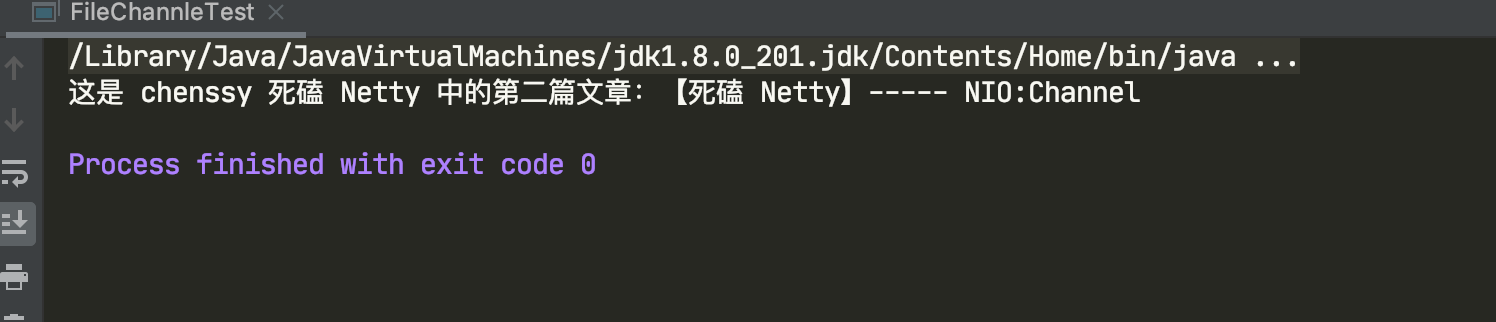 FileChannleTest
/Library/Java/JavaVirtualMachines/jdk1.8.0_201.jdk/Contents/Home/bin/java ...
这是 chenssy 死磕 Netty 中的第二篇文章：【死磕 Netty】----- NIO:Channel
Process finished with exit code 0